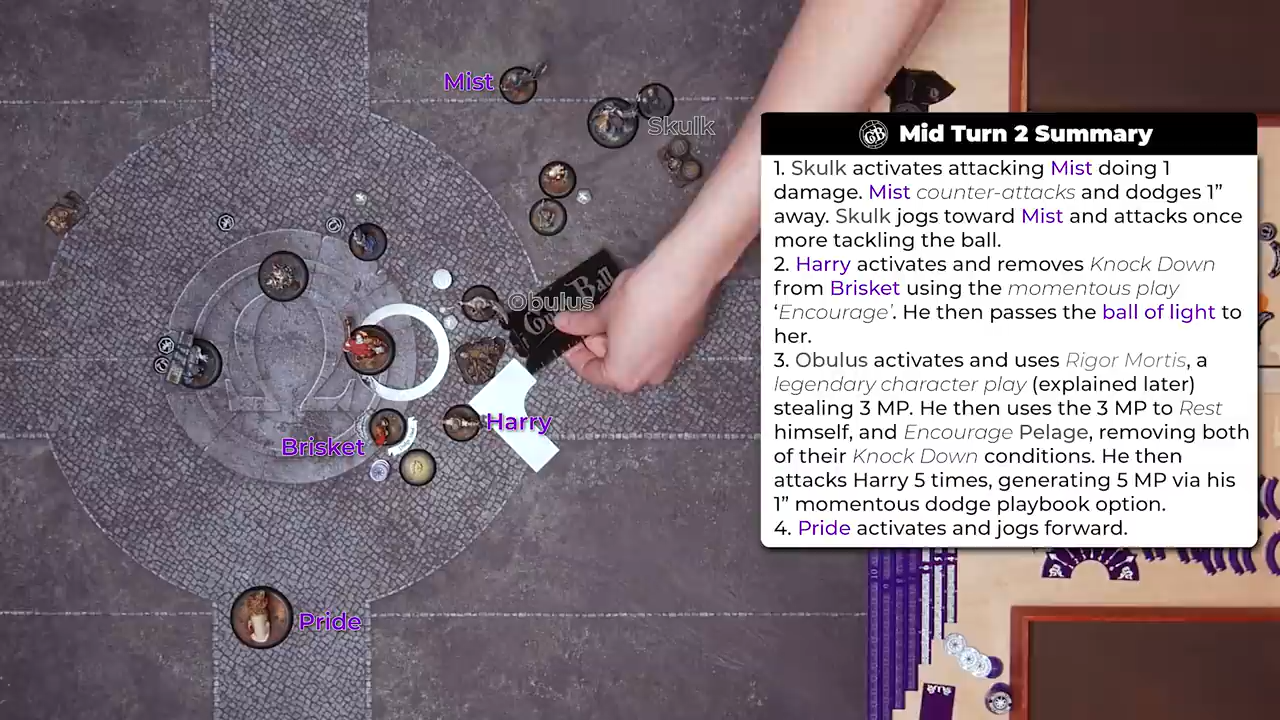 Mist
Skulk
Obulus
Guild Ball
Harry
Brisket
Pride
GB Mid Turn 2 Summary
1. Skulk activates attacking Mist doing 1
damage. Mist counter-attacks and dodges 1”
away. Skulk jogs toward Mist and attacks once
more tackling the ball.
2. Harry activates and removes Knock Down
from Brisket using the momentous play
‘Encourage’. He then passes the ball of light to
her.
3. Obulus activates and uses Rigor Mortis, a
legendary character play (explained later)
stealing 3 MP. He then uses the 3 MP to Rest
himself, and Encourage Pelage, removing both
of their Knock Down conditions. He then
attacks Harry 5 times, generating 5 MP via his
1” momentous dodge playbook option.
4. Pride activates and jogs forward.